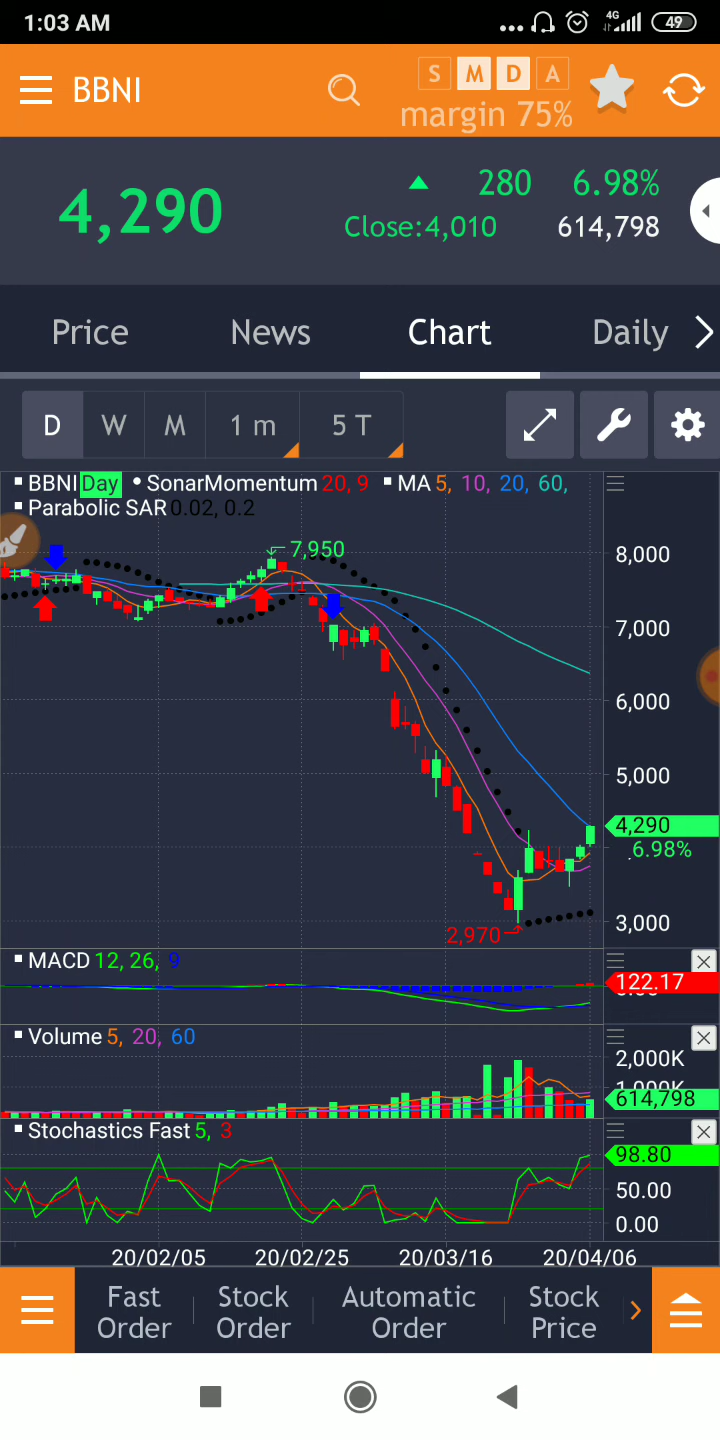 1:03 AM 4G 49
BBNI S M D A
margin 75%
4,290 280 6.98%
Close:4,010 614,798
Price News Chart Daily
D W M 1 m 5 T
BBNI Day SonarMomentum 20, 9 MA 5, 10, 20, 60,
Parabolic SAR 0.02, 0.2
7,950
8,000
7,000
6,000
5,000
4,290
6.98%
3,000
2,970
MACD 12, 26, 9
122.17
Volume 5, 20, 60
2,000K
1,000K
614,798
Stochastics Fast 5, 3
98.80
50.00
0.00
20/02/05 20/02/25 20/03/16 20/04/06
Fast Stock Automatic Stock
Order Order Order Price